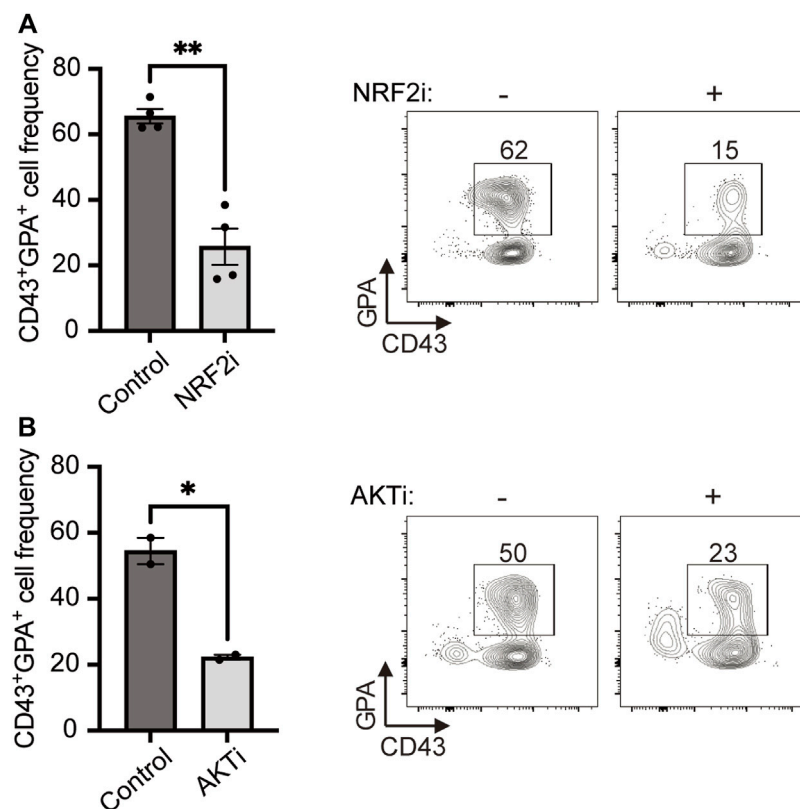 A
CD43⁺GPA⁺ cell frequency
80
60
40
20
0
**
Control
NRF2i
NRF2i: - +
62
15
GPA
CD43
B
CD43⁺GPA⁺ cell frequency
80
60
40
20
0
*
Control
AKTi
AKTi: - +
50
23
GPA
CD43